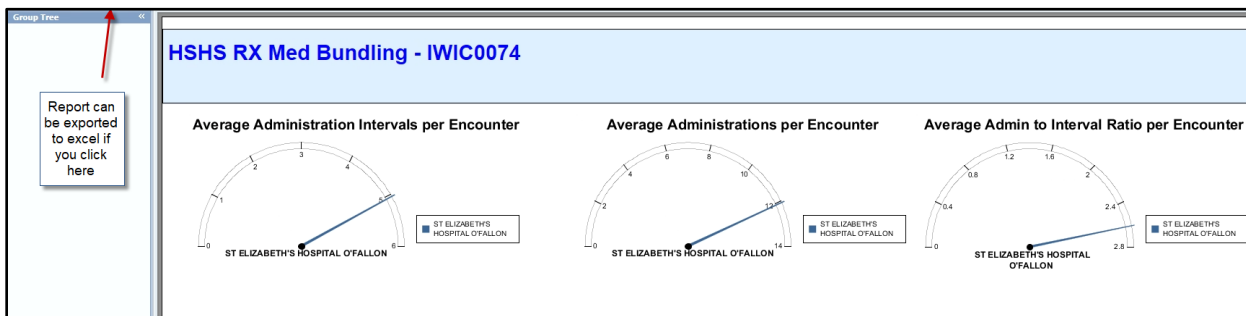 Group Tree «
Report can
be exported
to excel if
you click
here
HSHS RX Med Bundling - IWIC0074
Average Administration Intervals per Encounter
0
1
2
3
4
5
6
ST ELIZABETH'S HOSPITAL O'FALLON
ST ELIZABETH'S
HOSPITAL O'FALLON
Average Administrations per Encounter
0
2
4
6
8
10
12
14
ST ELIZABETH'S HOSPITAL O'FALLON
ST ELIZABETH'S
HOSPITAL O'FALLON
Average Admin to Interval Ratio per Encounter
0
0.4
0.8
1.2
1.6
2
2.4
2.8
ST ELIZABETH'S HOSPITAL
O'FALLON
ST ELIZABETH'S
HOSPITAL O'FALLON